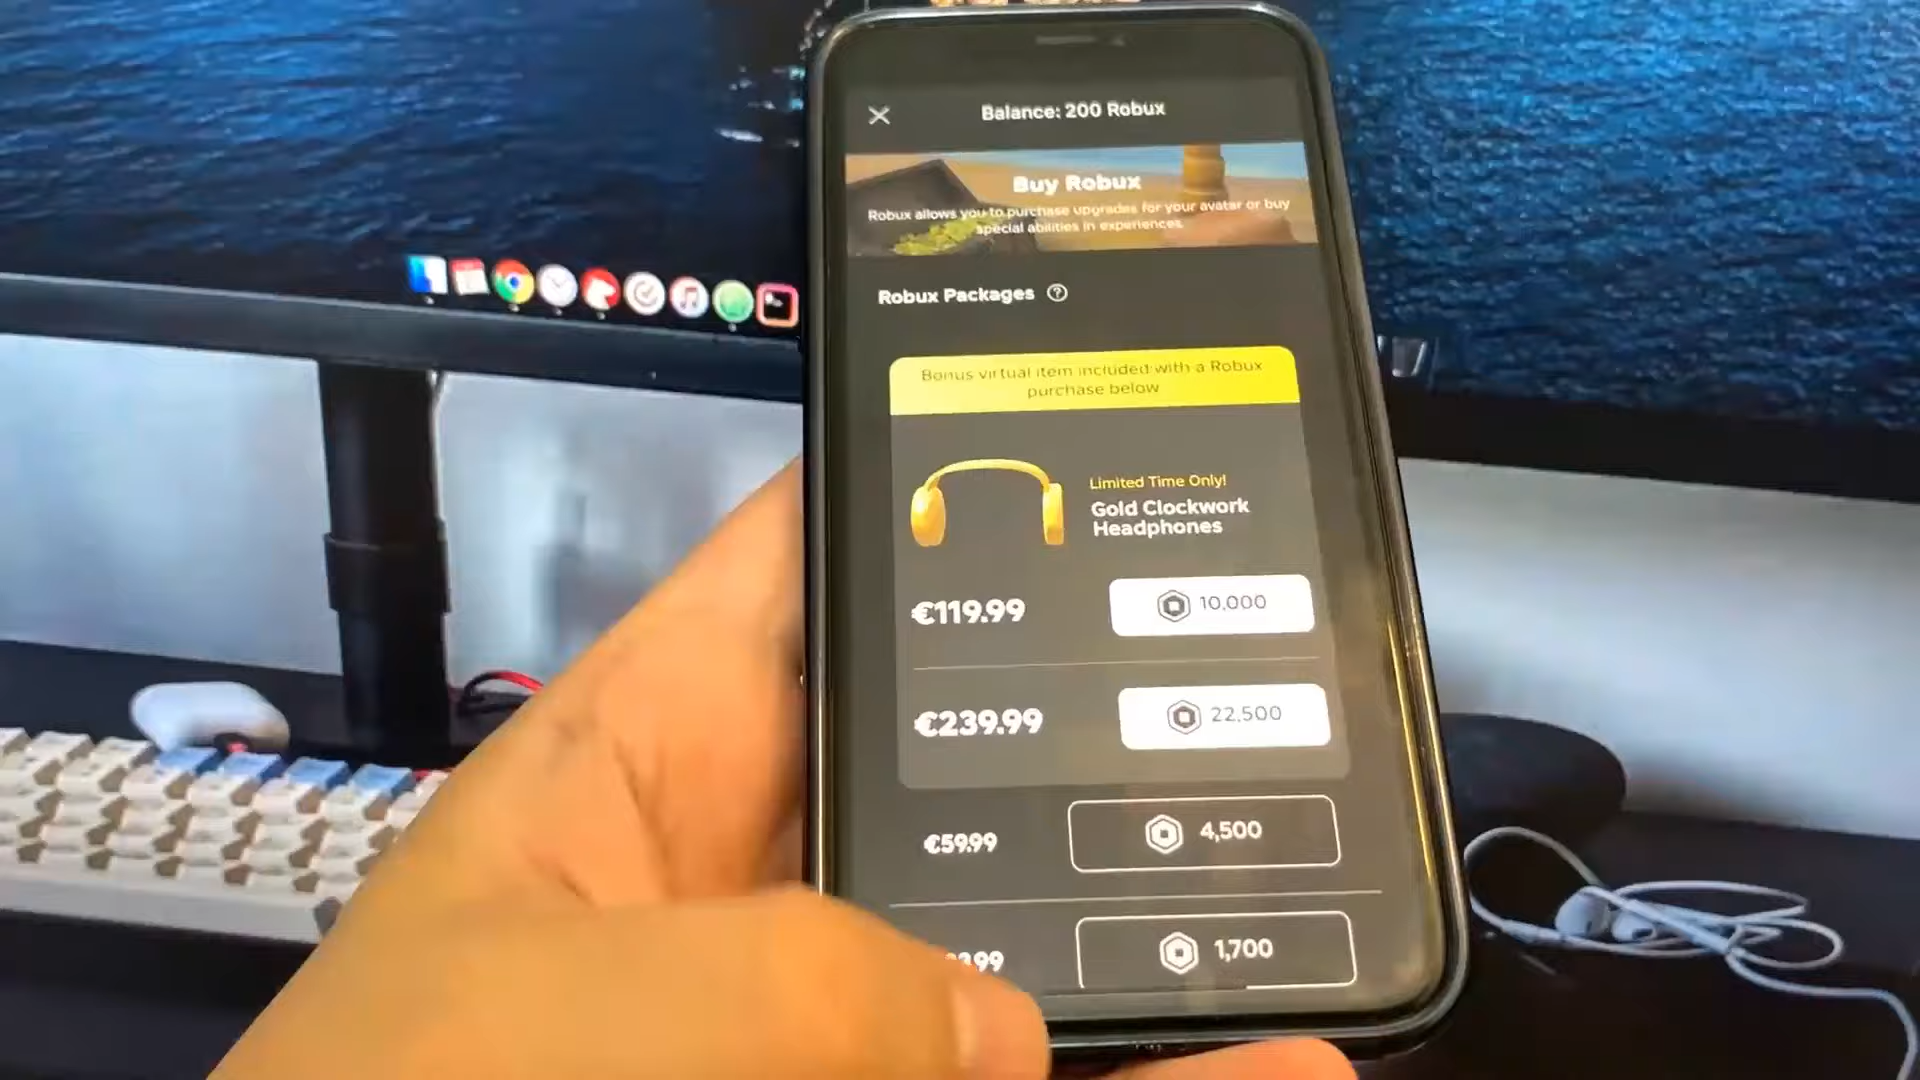 Balance: 200 Robux
Buy Robux
Robux allows you to purchase upgrades for your avatar or buy
special abilities in experiences.
Robux Packages
Bonus virtual item included with a Robux
purchase below
Limited Time Only!
Gold Clockwork
Headphones
€119.99
10,000
€239.99
22,500
€59.99
4,500
1,700